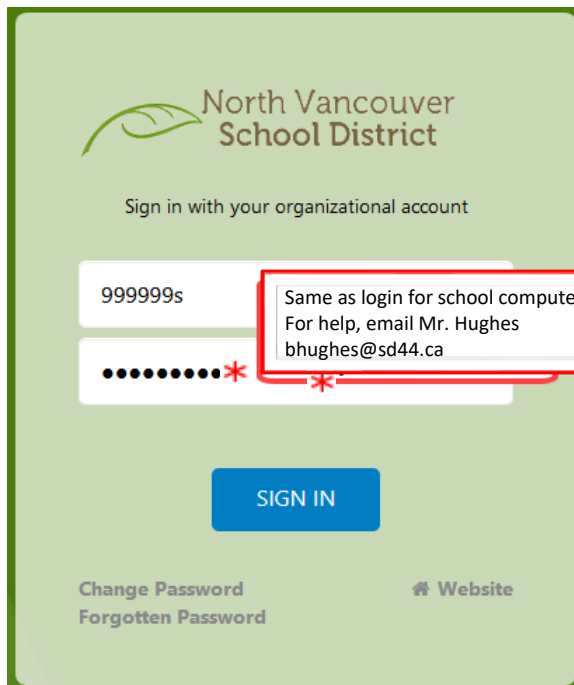 North Vancouver
School District
Sign in with your organizational account
999999s
Same as login for school compute
For help, email Mr. Hughes
bhughes@sd44.ca
•••••••••*
*
SIGN IN
Change Password
Website
Forgotten Password